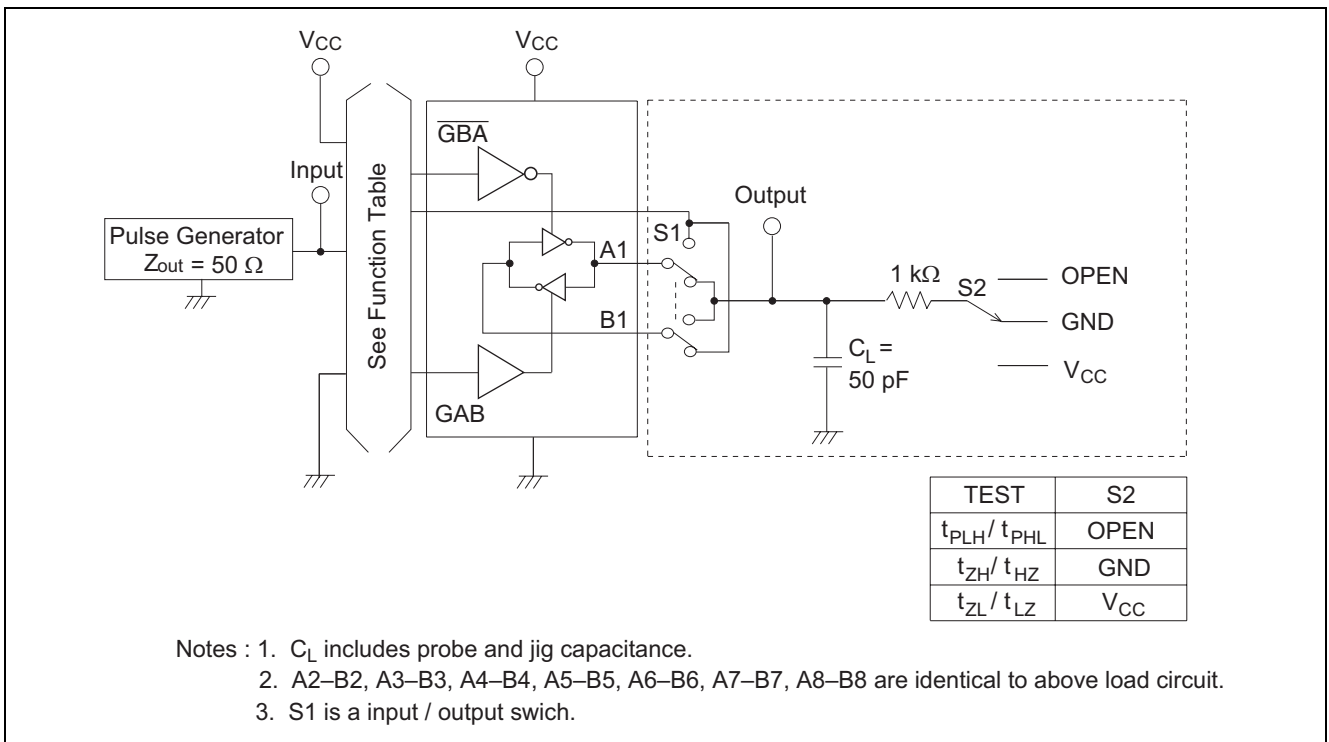 VCC
VCC
GBA
Input
Pulse Generator
Zout = 50 Ω
See Function Table
A1
B1
GAB
S1
Output
1 kΩ
S2
OPEN
GND
VCC
CL =
50 pF
TEST S2
tPLH / tPHL OPEN
tZH / tHZ GND
tZL / tLZ VCC
Notes : 1. CL includes probe and jig capacitance.
2. A2–B2, A3–B3, A4–B4, A5–B5, A6–B6, A7–B7, A8–B8 are identical to above load circuit.
3. S1 is a input / output swich.